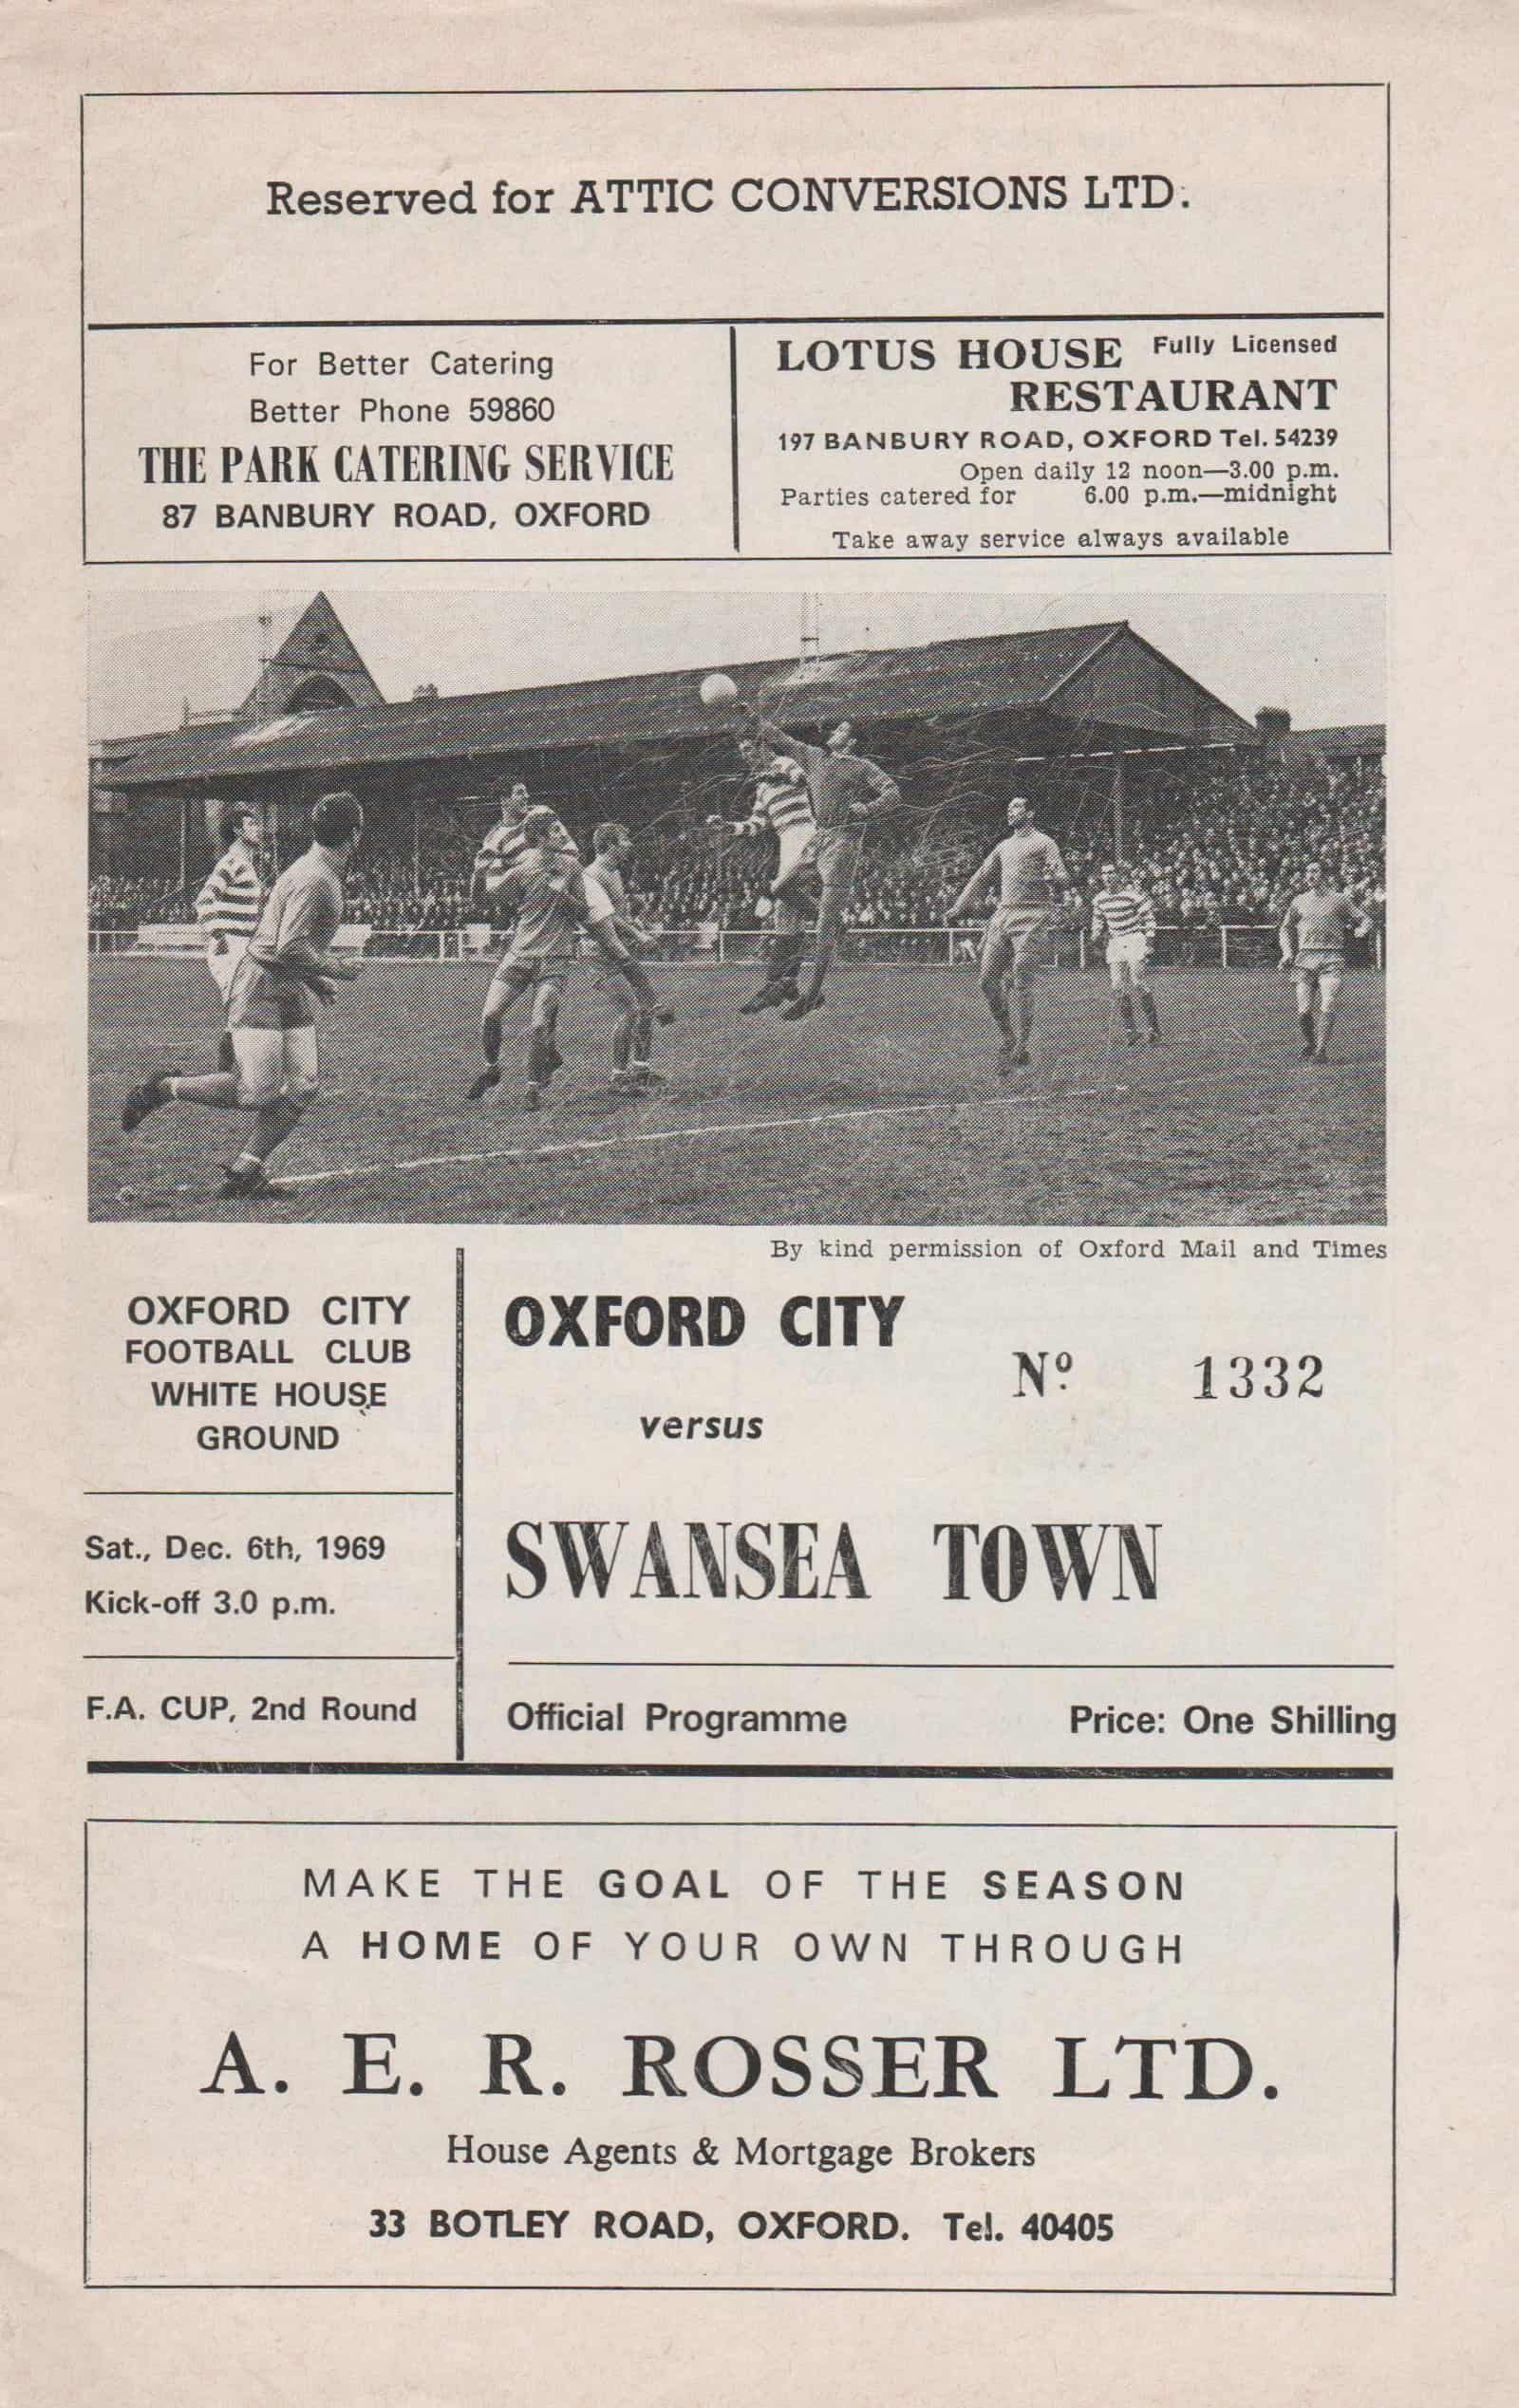 Reserved for ATTIC CONVERSIONS LTD.
For Better Catering
Better Phone 59860
THE PARK CATERING SERVICE
87 BANBURY ROAD, OXFORD
LOTUS HOUSE Fully Licensed
RESTAURANT
197 BANBURY ROAD, OXFORD Tel. 54239
Open daily 12 noon—3.00 p.m.
Parties catered for 6.00 p.m.—midnight
Take away service always available
By kind permission of Oxford Mail and Times
OXFORD CITY
FOOTBALL CLUB
WHITE HOUSE
GROUND
Sat., Dec. 6th, 1969
Kick-off 3.0 p.m.
F.A. CUP, 2nd Round
OXFORD CITY
Nº 1332
versus
SWANSEA TOWN
Official Programme Price: One Shilling
MAKE THE GOAL OF THE SEASON
A HOME OF YOUR OWN THROUGH
A. E. R. ROSSER LTD.
House Agents & Mortgage Brokers
33 BOTLEY ROAD, OXFORD. Tel. 40405